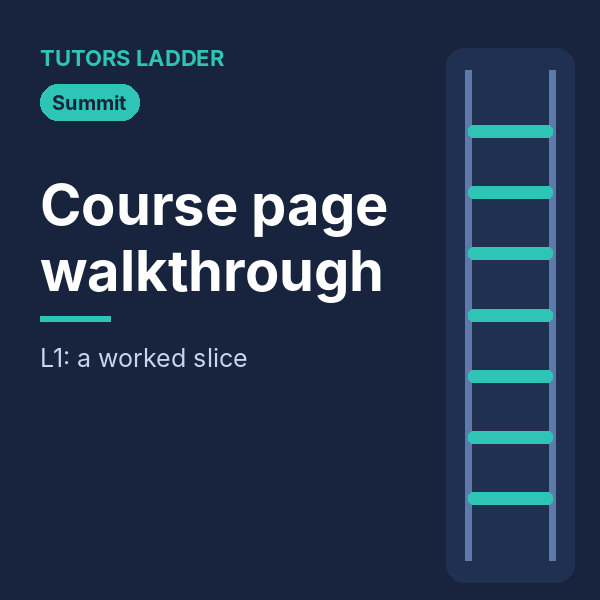 TUTORS LADDER
Summit
Course page
walkthrough
L1: a worked slice